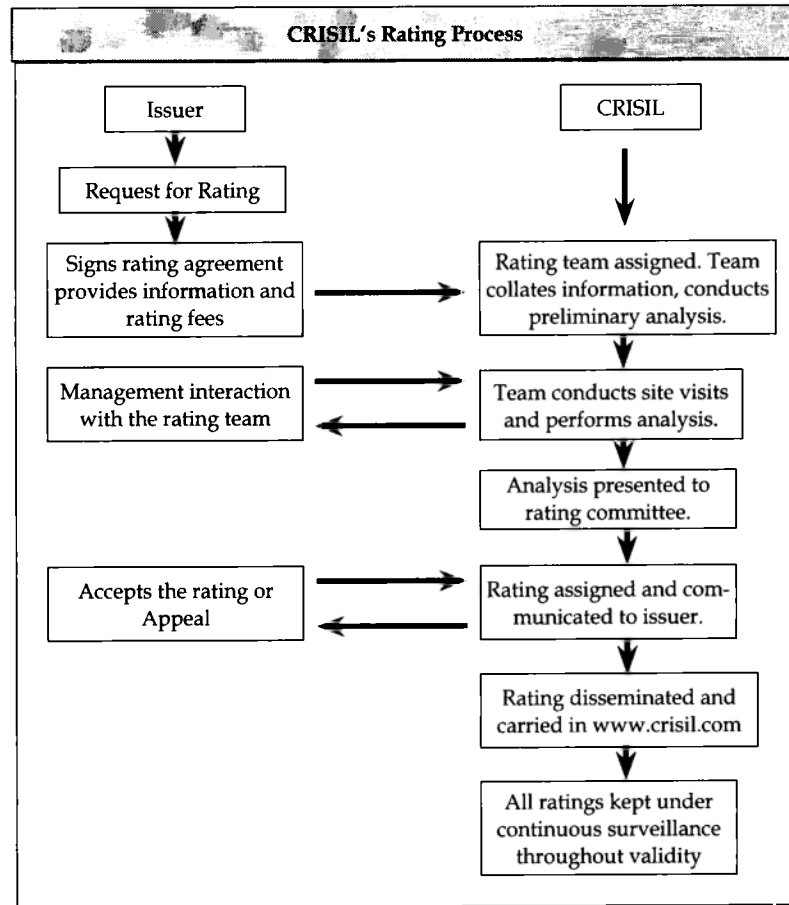 CRISIL's Rating Process
Issuer
CRISIL
Request for Rating
Signs rating agreement
provides information and
rating fees
Rating team assigned. Team
collates information, conducts
preliminary analysis.
Management interaction
with the rating team
Team conducts site visits
and performs analysis.
Analysis presented to
rating committee.
Accepts the rating or
Appeal
Rating assigned and com-
municated to issuer.
Rating disseminated and
carried in www.crisil.com
All ratings kept under
continuous surveillance
throughout validity